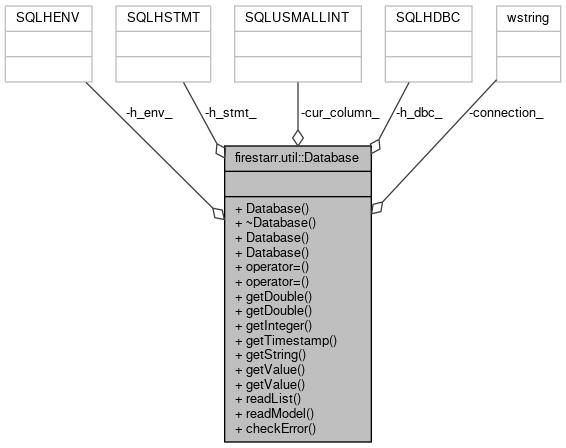 SQLHENV
SQLHSTMT
SQLUSMALLINT
SQLHDBC
wstring
-h_env_
-h_stmt_
-cur_column_
-h_dbc_
-connection_
firestarr.util::Database
+ Database()
+ ~Database()
+ Database()
+ Database()
+ operator=()
+ operator=()
+ getDouble()
+ getDouble()
+ getInteger()
+ getTimestamp()
+ getString()
+ getValue()
+ getValue()
+ readList()
+ readModel()
+ checkError()